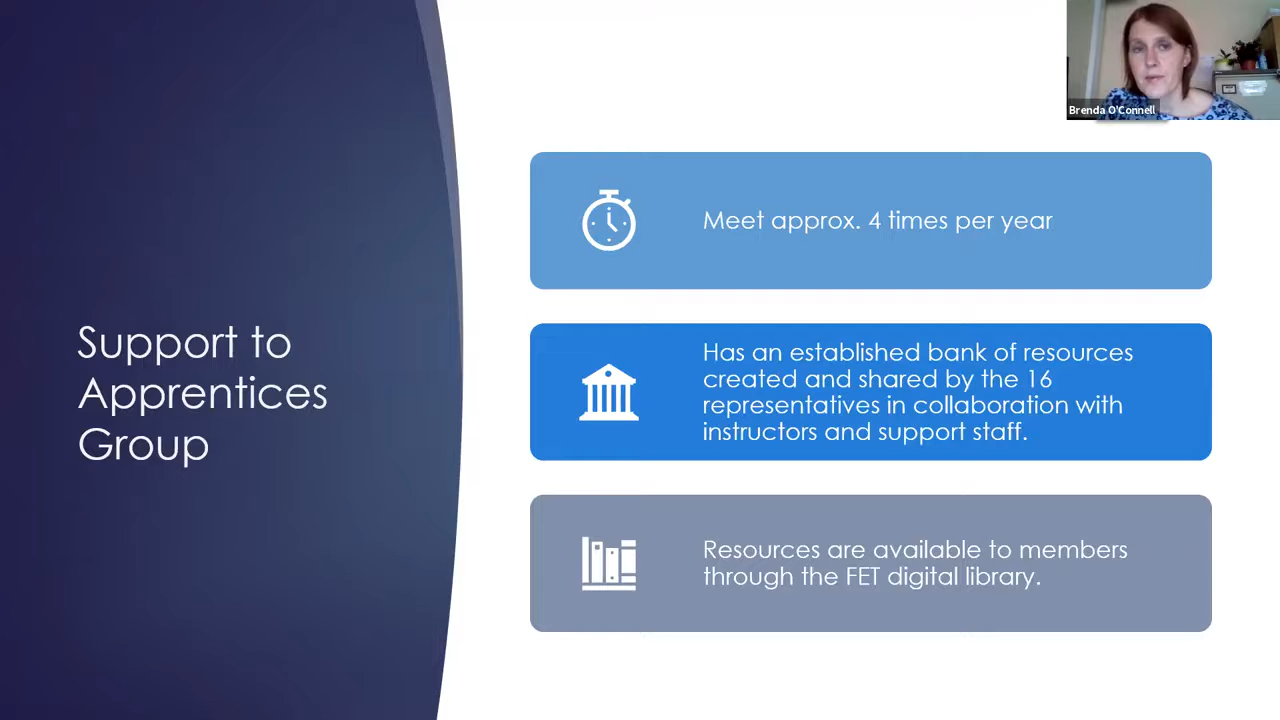 Brenda O'Connell
Support to
Apprentices
Group
Meet approx. 4 times per year
Has an established bank of resources
created and shared by the 16
representatives in collaboration with
instructors and support staff.
Resources are available to members
through the FET digital library.